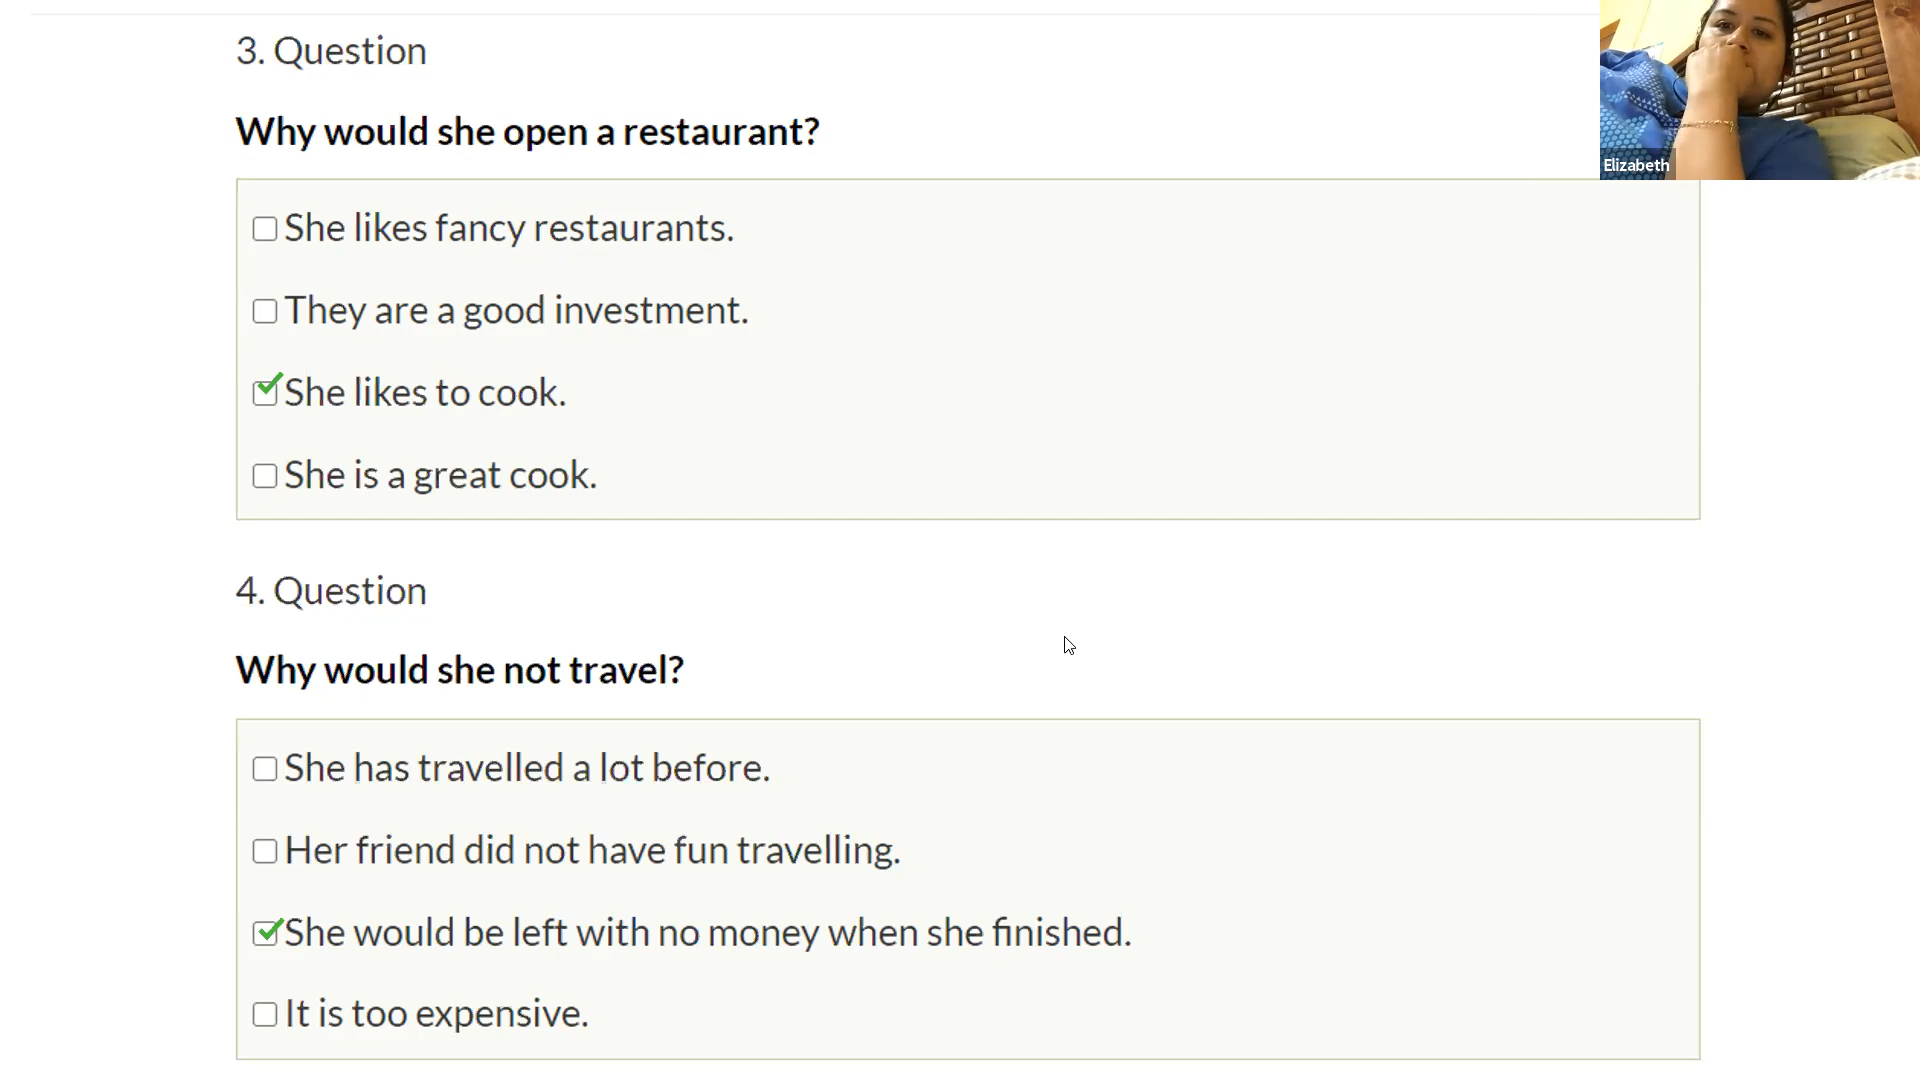 3. Question
Elizabeth
Why would she open a restaurant?
She likes fancy restaurants.
They are a good investment.
She likes to cook.
She is a great cook.
4. Question
Why would she not travel?
She has travelled a lot before.
Her friend did not have fun travelling.
She would be left with no money when she finished.
It is too expensive.